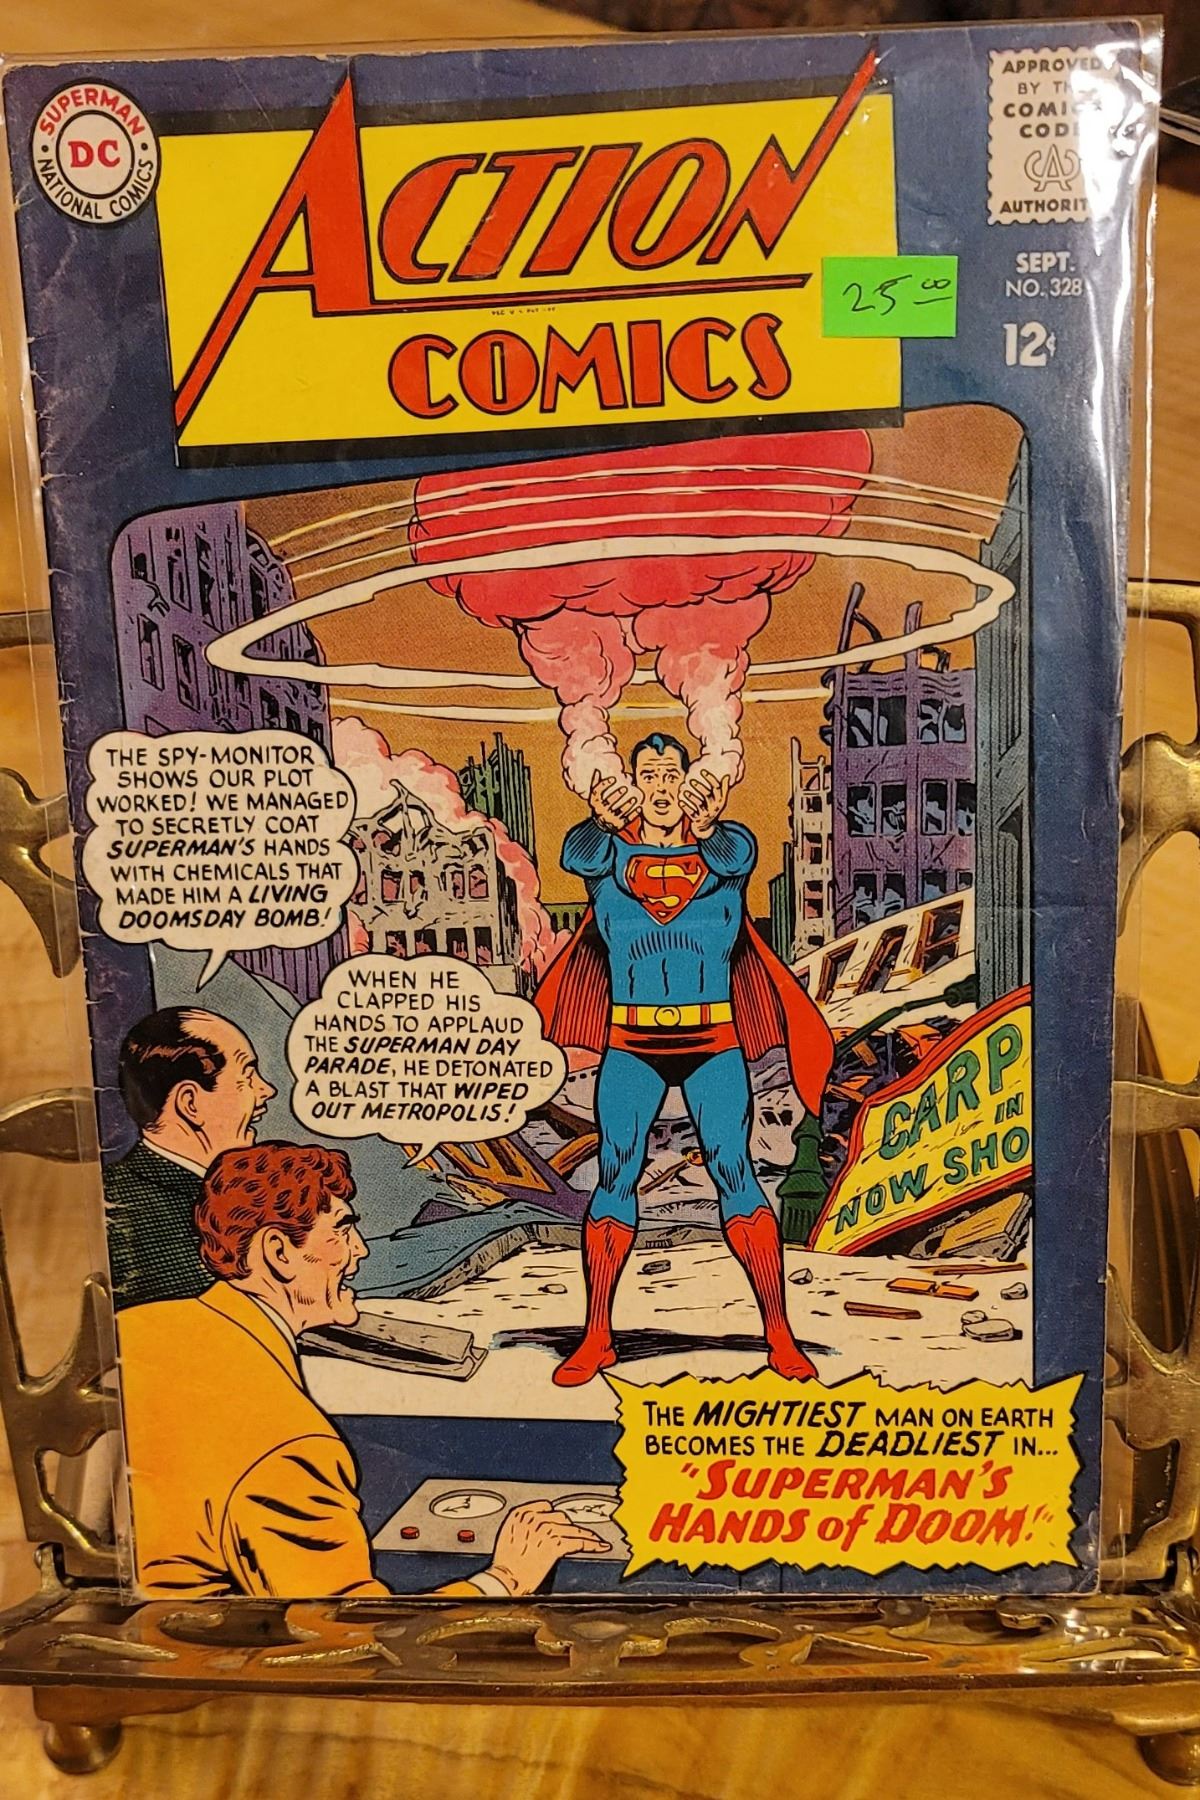 SUPERMAN
DC
NATIONAL COMICS
ACTION
COMICS
APPROVED
BY THE
COMICS
CODE
CA
AUTHORITY
SEPT.
NO. 328
12¢
25.00
THE SPY-MONITOR
SHOWS OUR PLOT
WORKED! WE MANAGED
TO SECRETLY COAT
SUPERMAN'S HANDS
WITH CHEMICALS THAT
MADE HIM A LIVING
DOOMSDAY BOMB!
WHEN HE
CLAPPED HIS
HANDS TO APPLAUD
THE SUPERMAN DAY
PARADE, HE DETONATED
A BLAST THAT WIPED
OUT METROPOLIS!
S
CARP
IN
NOW SHO
THE MIGHTIEST MAN ON EARTH
BECOMES THE DEADLIEST IN...
"SUPERMAN'S
HANDS of DOOM!"